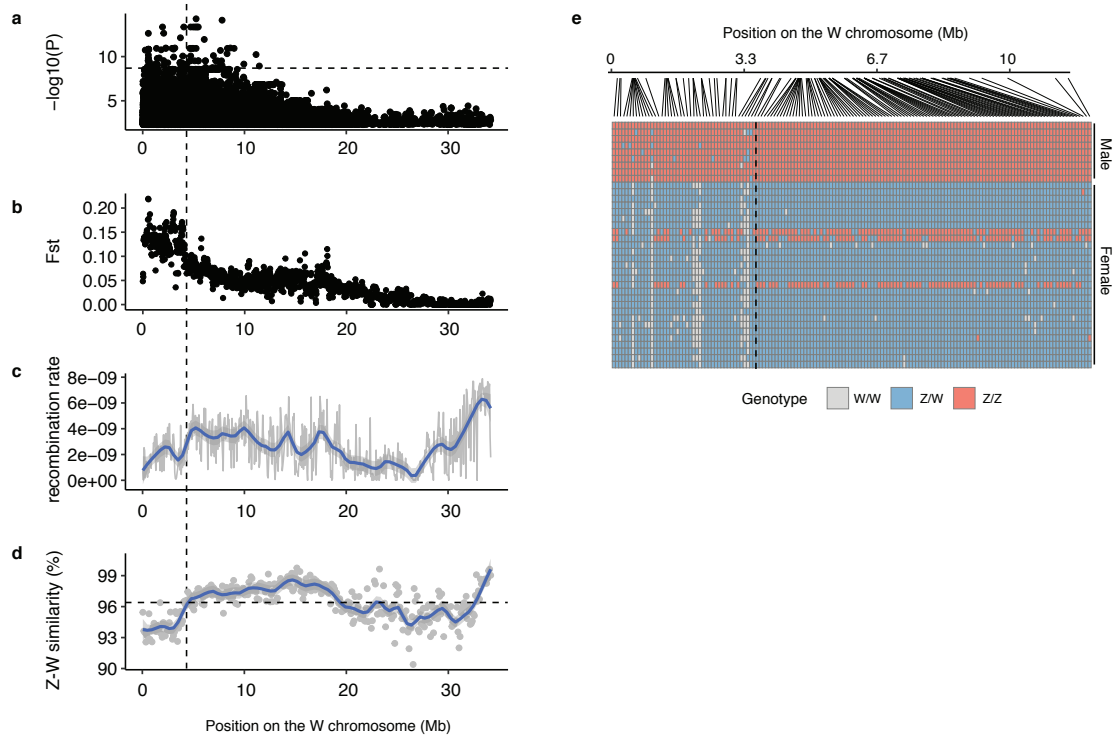 a
−log10(P)
10
5
0 10 20 30
b
Fst
0.20
0.15
0.10
0.05
0.00
0 10 20 30
c
recombination rate
8e−09
6e−09
4e−09
2e−09
0e+00
0 10 20 30
d
Z-W similarity (%)
99
96
93
90
0 10 20 30
Position on the W chromosome (Mb)
e
Position on the W chromosome (Mb)
0 3.3 6.7 10
Male
Female
Genotype W/W Z/W Z/Z